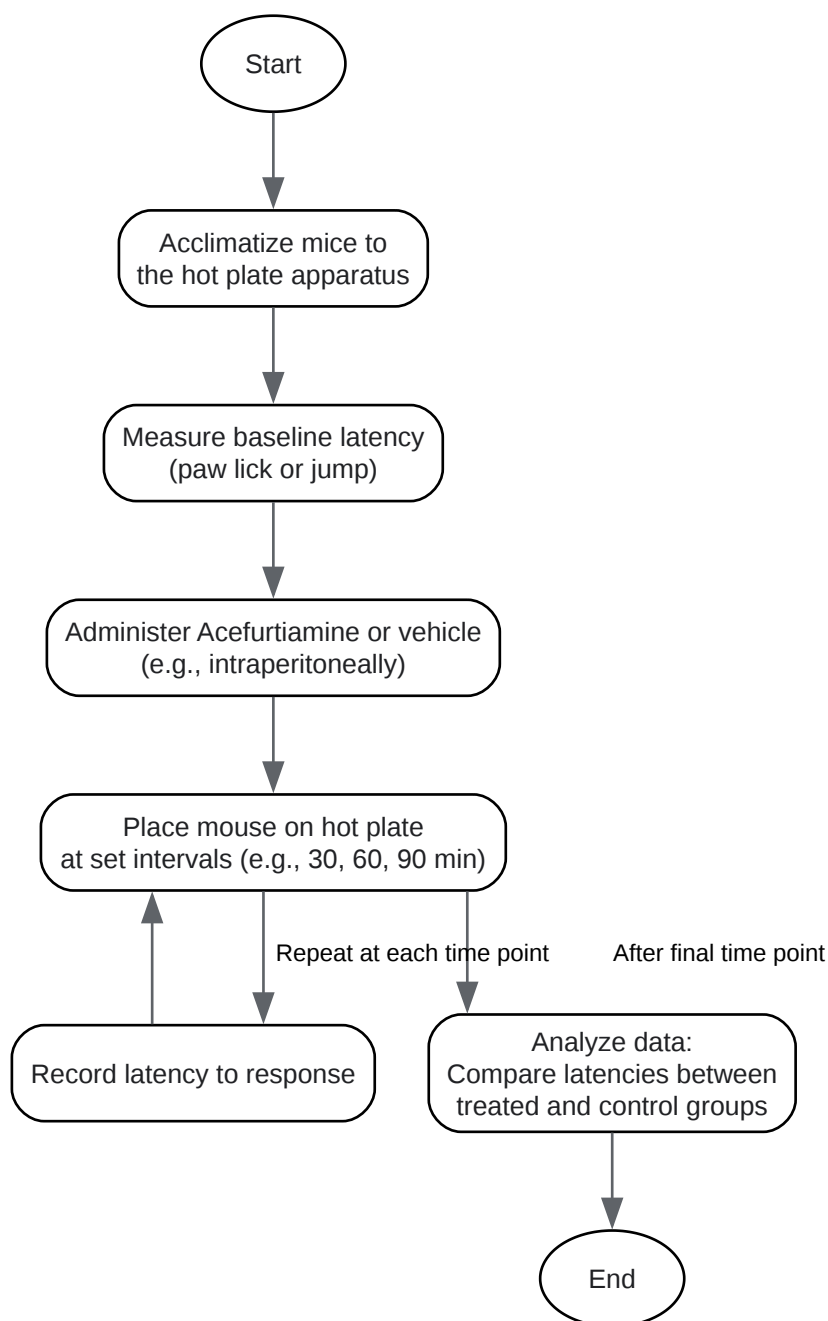 Start
Acclimatize mice to
the hot plate apparatus
Measure baseline latency
(paw lick or jump)
Administer Acefurtiamine or vehicle
(e.g., intraperitoneally)
Place mouse on hot plate
at set intervals (e.g., 30, 60, 90 min)
Repeat at each time point
After final time point
Record latency to response
Analyze data:
Compare latencies between
treated and control groups
End